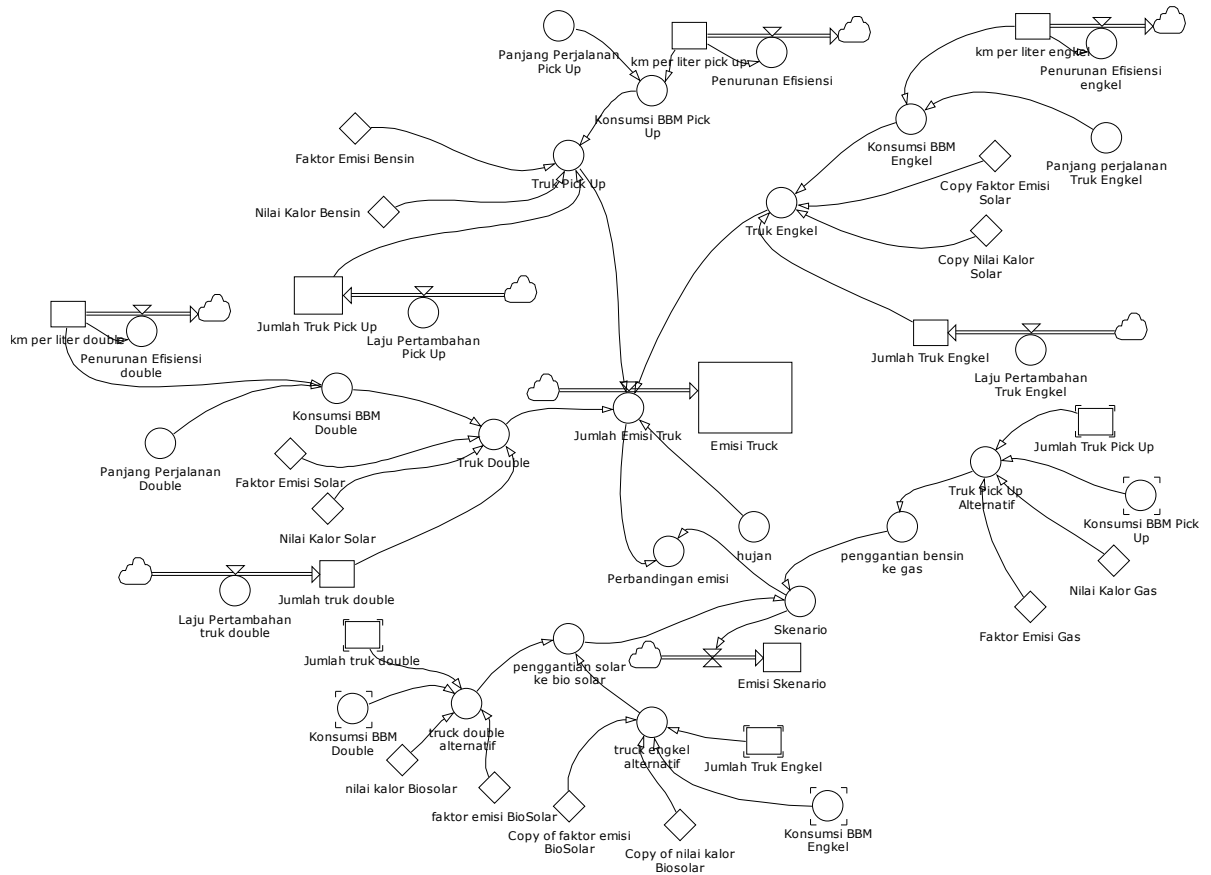 Panjang Perjalanan
Pick Up
km per liter pick up
Penurunan Efisiensi
km per liter engkel
Penurunan Efisiensi
engkel
Konsumsi BBM Pick
Up
Faktor Emisi Bensin
Truk Pick Up
Konsumsi BBM
Engkel
Panjang perjalanan
Truk Engkel
Copy Faktor Emisi
Solar
Nilai Kalor Bensin
Truk Engkel
Copy Nilai Kalor
Solar
Jumlah Truk Pick Up
Laju Pertambahan
Pick Up
km per liter double
Penurunan Efisiensi
double
Jumlah Truk Engkel
Laju Pertambahan
Truk Engkel
Konsumsi BBM
Double
Jumlah Emisi Truk
Emisi Truck
Panjang Perjalanan
Double
Faktor Emisi Solar
Truk Double
Jumlah Truk Pick Up
Truk Pick Up
Alternatif
Konsumsi BBM Pick
Up
Nilai Kalor Solar
hujan
penggantian bensin
ke gas
Perbandingan emisi
Nilai Kalor Gas
Jumlah truk double
Laju Pertambahan
truk double
Skenario
Faktor Emisi Gas
Jumlah truk double
penggantian solar
ke bio solar
Emisi Skenario
Konsumsi BBM
Double
truck double
alternatif
truck engkel
alternatif
Jumlah Truk Engkel
nilai kalor Biosolar
faktor emisi BioSolar
Copy of faktor emisi
BioSolar
Copy of nilai kalor
Biosolar
Konsumsi BBM
Engkel